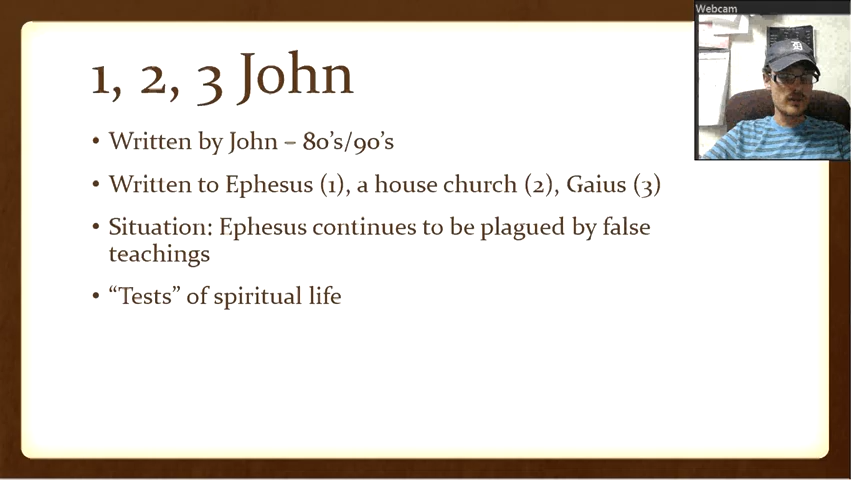 Webcam
1, 2, 3 John
• Written by John – 80's/90's
• Written to Ephesus (1), a house church (2), Gaius (3)
• Situation: Ephesus continues to be plagued by false
teachings
• “Tests” of spiritual life